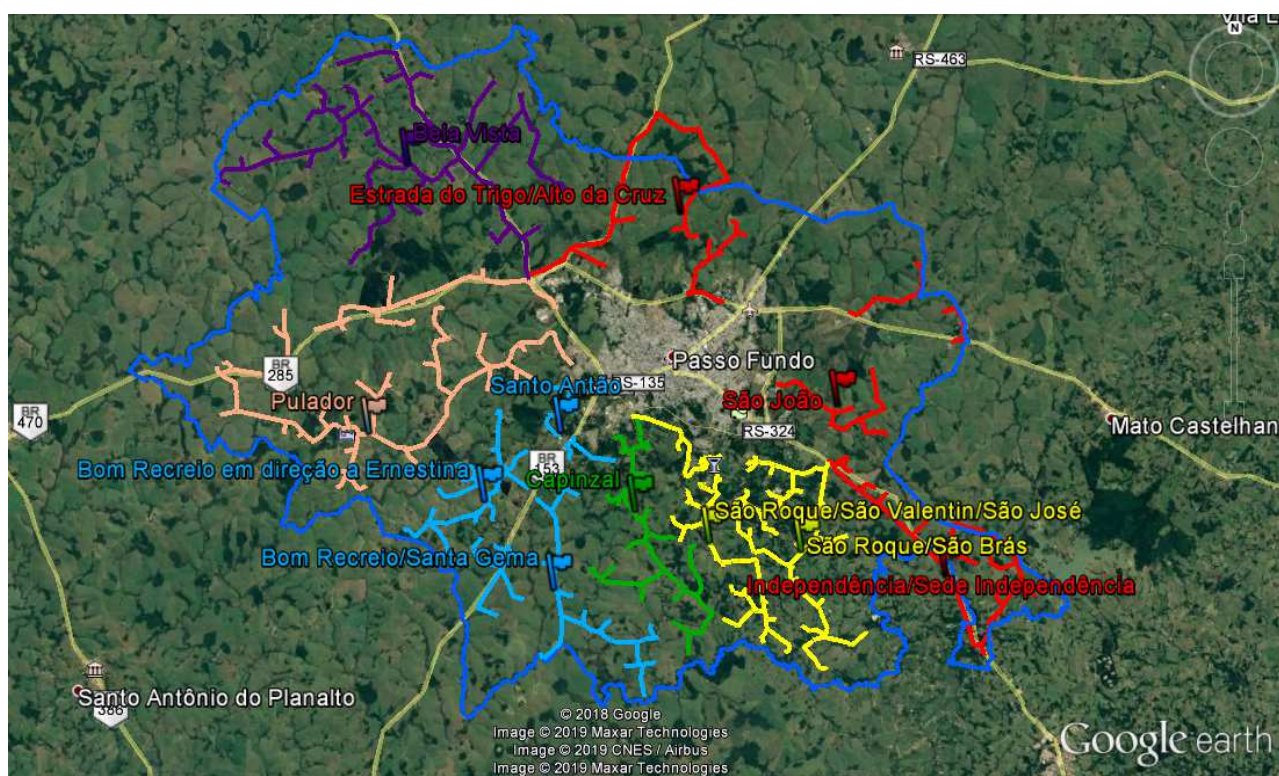 Vila E
N
RS-463
Bela Vista
Estrada do Trigo/Alto da Cruz
Passo Fundo
BR
285
RS-135
Santo Antão
São João
Pulador
BR
470
RS-324
Mato Castelhan
Bom Recreio em direção a Ernestina
153
Capinzal
São Roque/São Valentin/São José
São Roque/São Brás
Bom Recreio/Santa Gema
Independência/Sede Independência
Santo Antônio do Planalto
386
© 2018 Google
Image © 2019 Maxar Technologies
Image © 2019 CNES / Airbus
Image © 2019 Maxar Technologies
Google earth